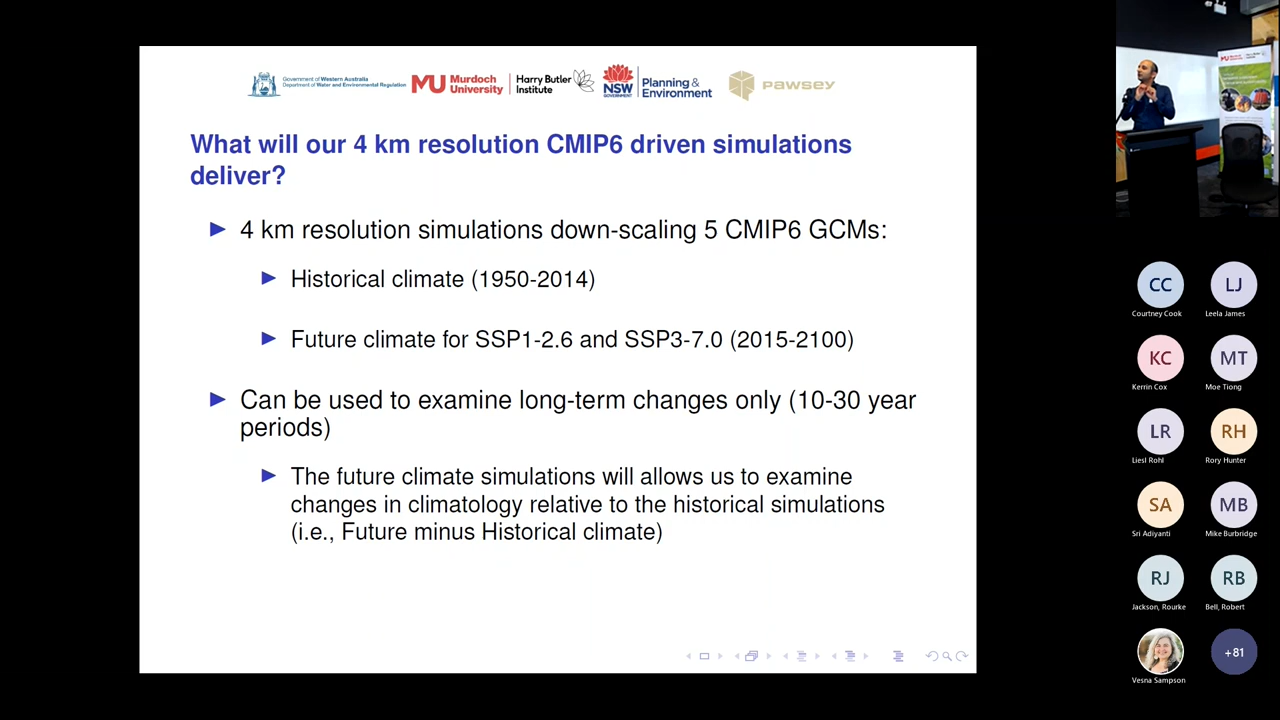 Government of Western Australia
Department of Water and Environmental Regulation
MU Murdoch University
Harry Butler Institute
NSW GOVERNMENT
Planning & Environment
PAWSEY
What will our 4 km resolution CMIP6 driven simulations
deliver?
4 km resolution simulations down-scaling 5 CMIP6 GCMs:
Historical climate (1950-2014)
Future climate for SSP1-2.6 and SSP3-7.0 (2015-2100)
Can be used to examine long-term changes only (10-30 year
periods)
The future climate simulations will allows us to examine
changes in climatology relative to the historical simulations
(i.e., Future minus Historical climate)
CC
Courtney Cook
LJ
Leela James
KC
Kerrin Cox
MT
Moe Tiong
LR
Liesl Rohl
RH
Rory Hunter
SA
Sri Adiyanti
MB
Mike Burbridge
RJ
Jackson, Rourke
RB
Bell, Robert
Vesna Sampson
+81